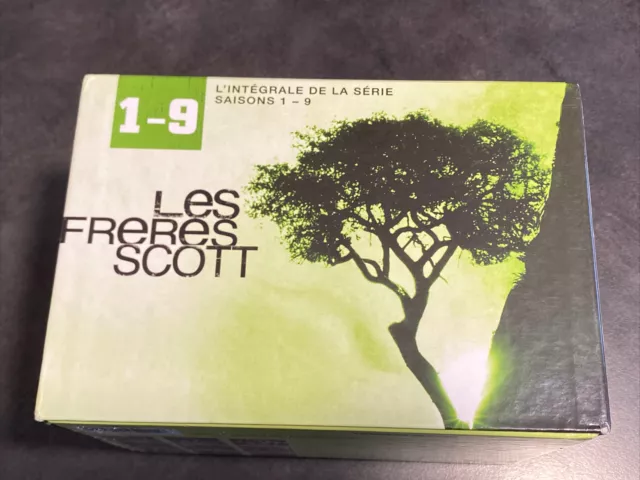 1-9
L'INTÉGRALE DE LA SÉRIE
SAISONS 1 – 9
Les
FReRes
SCOTT